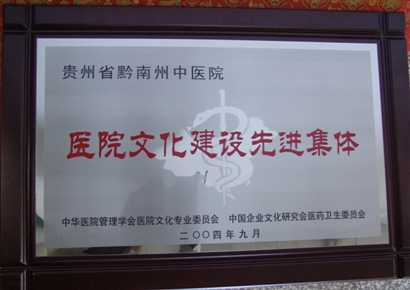 贵州省黔南州中医院
医院文化建设先进集体
中华医院管理学会医院文化专业委员会 中国企业文化研究会医药卫生委员会
二〇〇四年九月